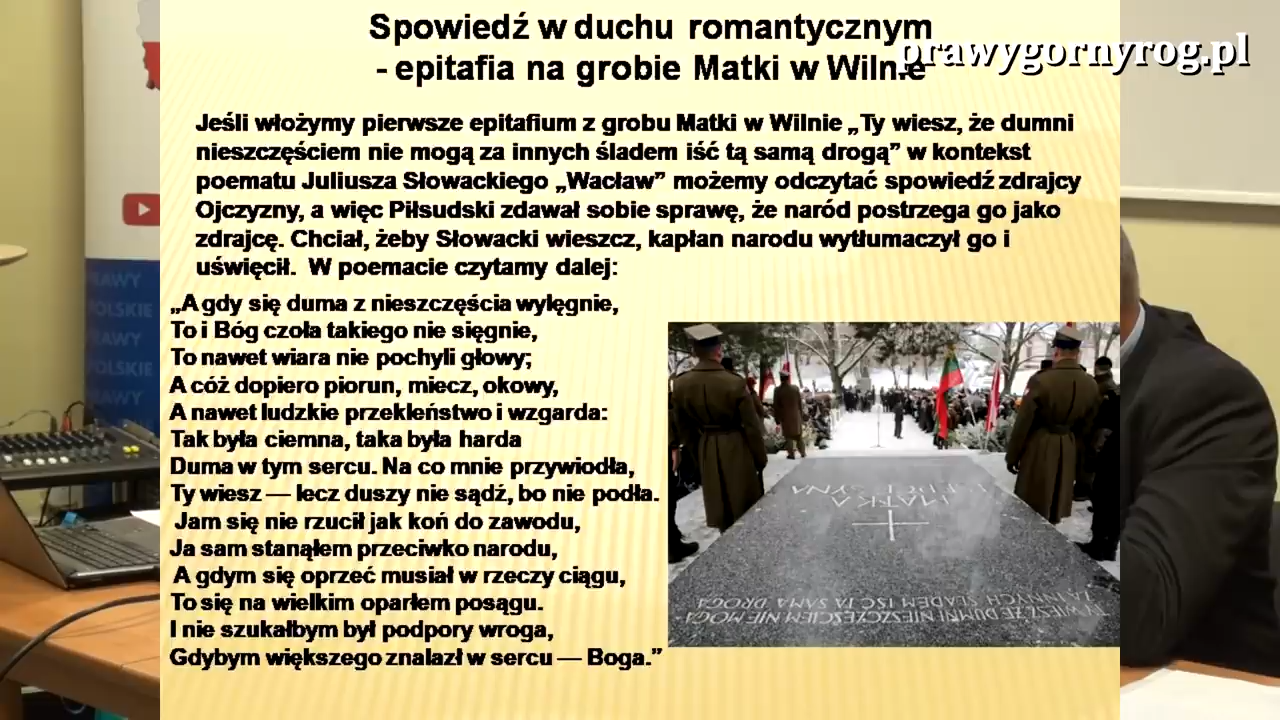 Spowiedź w duchu romantycznym
- epitafia na grobie Matki w Wilnie
prawygornyrog.pl
Jeśli włożymy pierwsze epitafium z grobu Matki w Wilnie „Ty wiesz, że dumni
nieszczęściem nie mogą za innych śladem iść tą samą drogą” w kontekst
poematu Juliusza Słowackiego „Wacław” możemy odczytać spowiedź zdrajcy
Ojczyzny, a więc Piłsudski zdawał sobie sprawę, że naród postrzega go jako
zdrajcę. Chciał, żeby Słowacki wieszcz, kapłan narodu wytłumaczył go i
uświęcił. W poemacie czytamy dalej:
„A gdy się duma z nieszczęścia wylęgnie,
To i Bóg czoła takiego nie sięgnie,
To nawet wiara nie pochyli głowy;
A cóż dopiero piorun, miecz, okowy,
A nawet ludzkie przekleństwo i wzgarda:
Tak była ciemna, taka była harda
Duma w tym sercu. Na co mnie przywiodła,
Ty wiesz — lecz duszy nie sądź, bo nie podła.
Jam się nie rzucił jak koń do zawodu,
Ja sam stanąłem przeciwko narodu,
A gdym się oprzeć musiał w rzeczy ciągu,
To się na wielkim oparłem posągu.
I nie szukałbym był podpory wroga,
Gdybym większego znalazł w sercu — Boga.”
MATKA
SYNA
TY WIESZ ŻE DUMNI NIESZCZĘŚCIEM NIE MOGĄ
ZA INNYCH ŚLADEM IŚĆ TĄ SAMĄ DROGĄ
PRAWY
POLSKIE
PRAWY
POLSKIE
PRAWY